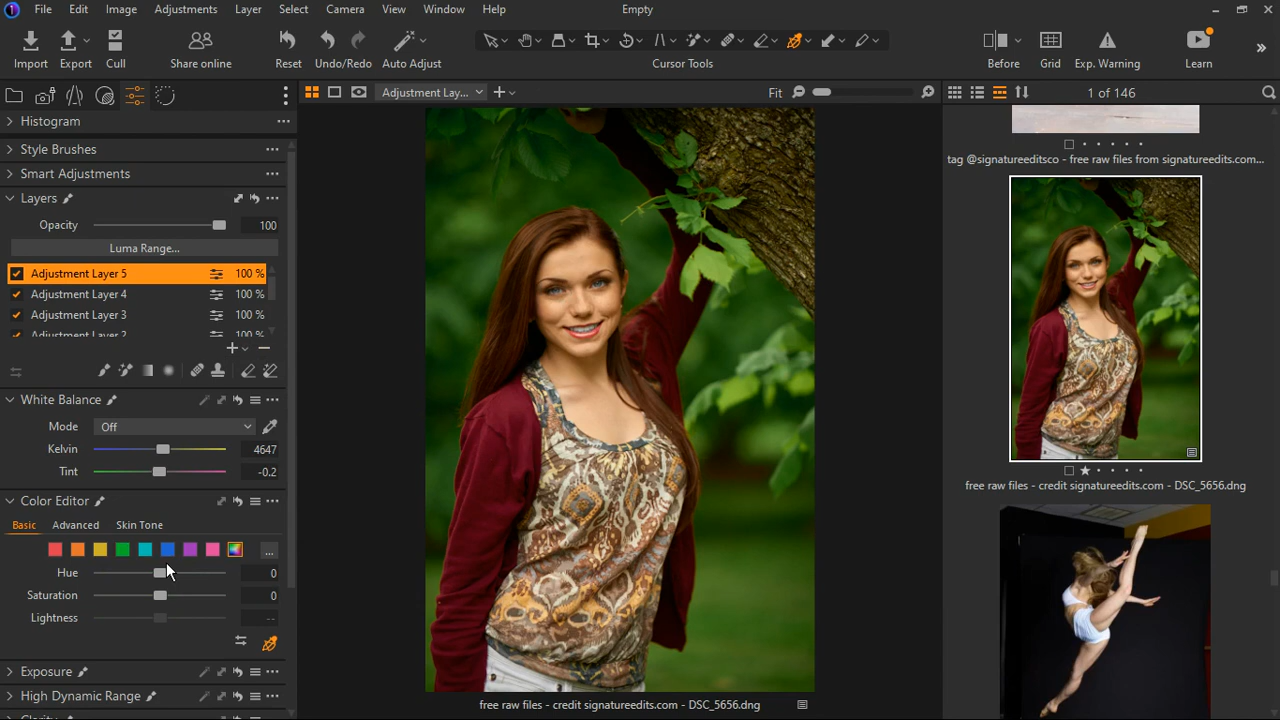 File Edit Image Adjustments Layer Select Camera View Window Help Empty
Import Export Cull Share online Reset Undo/Redo Auto Adjust Cursor Tools Before Grid Exp. Warning Learn
Adjustment Lay... Fit 1 of 146
Histogram
Style Brushes
Smart Adjustments
Layers
Opacity 100
Luma Range...
Adjustment Layer 5 100 %
Adjustment Layer 4 100 %
Adjustment Layer 3 100 %
Adjustment Layer 2 100 %
White Balance
Mode Off
Kelvin 4647
Tint -0.2
Color Editor
Basic Advanced Skin Tone
...
Hue 0
Saturation 0
Lightness --
Exposure
High Dynamic Range
Clarity
free raw files - credit signatureedits.com - DSC_5656.dng
tag @signatureeditsco - free raw files from signatureedits.com...
free raw files - credit signatureedits.com - DSC_5656.dng